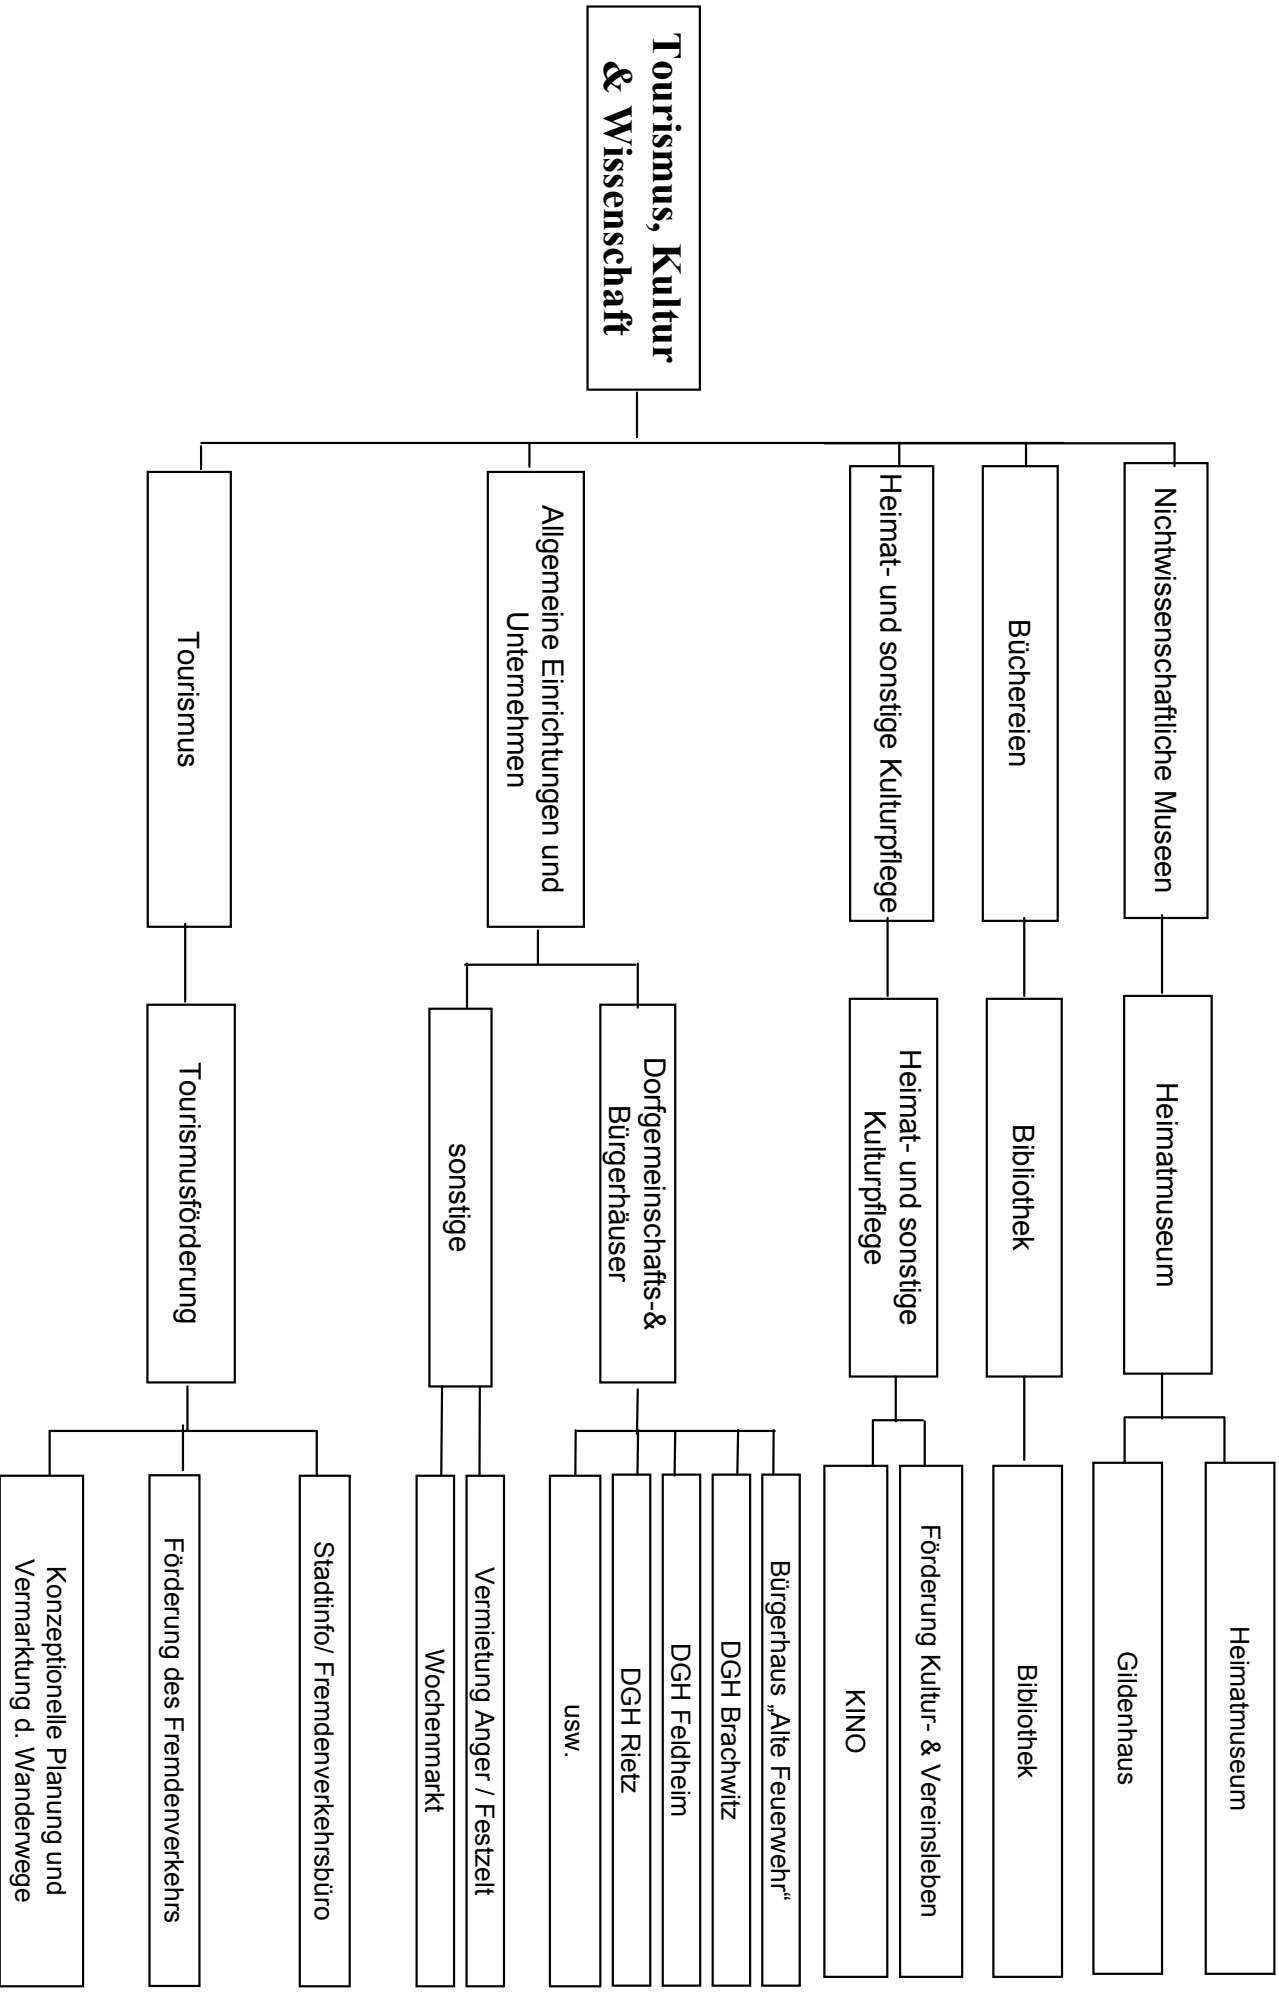 Tourismus, Kultur
& Wissenschaft
Nichtwissenschaftliche Museen
Heimatmuseum
Heimatmuseum
Gildenhaus
Büchereien
Bibliothek
Bibliothek
Heimat- und sonstige Kulturpflege
Heimat- und sonstige
Kulturpflege
Förderung Kultur- & Vereinsleben
KINO
Allgemeine Einrichtungen und
Unternehmen
Dorfgemeinschafts-&
Bürgerhäuser
Bürgerhaus „Alte Feuerwehr“
DGH Brachwitz
DGH Feldheim
DGH Rietz
usw.
sonstige
Vermietung Anger / Festzelt
Wochenmarkt
Tourismus
Tourismusförderung
Stadtinfo/ Fremdenverkehrsbüro
Förderung des Fremdenverkehrs
Konzeptionelle Planung und
Vermarktung d. Wanderwege